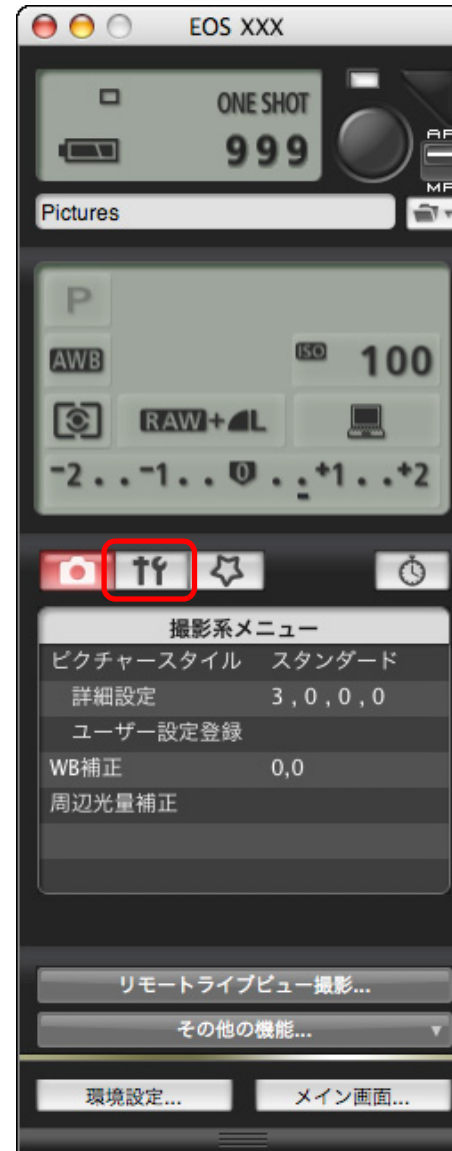 EOS XXX
ONE SHOT
999
AF
MF
Pictures
P
AWB
ISO 100
RAW+L
-2..-1..0..+1..+2
撮影系メニュー
ピクチャースタイル スタンダード
詳細設定 3,0,0,0
ユーザー設定登録
WB補正 0,0
周辺光量補正
リモートライブビュー撮影...
その他の機能...
環境設定... メイン画面...